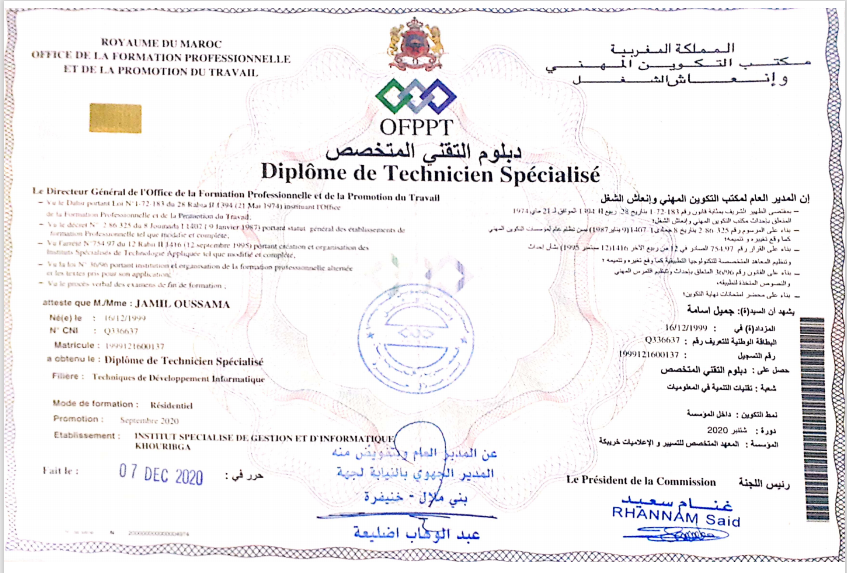 ROYAUME DU MAROC
OFFICE DE LA FORMATION PROFESSIONNELLE
ET DE LA PROMOTION DU TRAVAIL
المملكة المغربية
مكتب التكوين المهني
وإنعاش الشغل
OFPPT
دبلوم التقني المتخصص
Diplôme de Technicien Spécialisé
Le Directeur Général de l'Office de la Formation Professionnelle et de la Promotion du Travail
– Vu le Dahir portant Loi N°1-72-183 du 28 Rabia II 1394 (21 Mai 1974) instituant l'Office
de la Formation Professionnelle et de la Promotion du Travail.
– Vu le décret N° 2 86 325 du 8 Joumada I 1407 ( 9 Janvier 1987) portant statut général des établissements de
formation Professionnelle tel que modifié et complété,
– Vu l'arrêté N°754 97 du 12 Rabii II 1416 (12 septembre 1995) portant création et organisation des
Instituts Spécialisés de Technologie Appliquée tel que modifié et complété,
– Vu la loi N° 36/96 portant institution et organisation de la formation professionnelle alternée
et les textes pris pour son application,
– Vu le procès verbal des examens de fin de formation ;
إن المدير العام لمكتب التكوين المهني وإنعاش الشغل
– بمقتضى الظهير الشريف بمثابة قانون رقم 1.72.183 بتاريخ 28 ربيع II 1394 الموافق لـ 21 ماي 1974
المتعلق بإحداث مكتب التكوين المهني وإنعاش الشغل؛
– بناء على المرسوم رقم 2.86.325 بتاريخ 8 جمادى I 1407 (9 يناير 1987) بسن نظام عام لمؤسسات التكوين المهني
كما وقع تغييره وتتميمه؛
– بناء على القرار رقم 754.97 الصادر في 12 من ربيع الآخر 1416 (12 سبتمبر 1995) بشأن إحداث
وتنظيم المعاهد المتخصصة للتكنولوجيا التطبيقية كما وقع تغييره وتتميمه؛
– بناء على القانون رقم 36/96 المتعلق بإحداث وتنظيم التمرس المهني
والنصوص المتخذة لتطبيقه،
– بناء على محضر امتحانات نهاية التكوين؛
atteste que M./Mme : JAMIL OUSSAMA
Né(e) le : 16/12/1999
N° CNI : Q336637
Matricule : 1999121600137
a obtenu le : Diplôme de Technicien Spécialisé
Filière : Techniques de Développement Informatique
Mode de formation : Résidentiel
Promotion : Septembre 2020
Etablissement : INSTITUT SPECIALISE DE GESTION ET D'INFORMATIQUE
KHOURIBGA
يشهد أن السيد(ة): جميل اسامة
المزداد(ة) في : 16/12/1999
البطاقة الوطنية للتعريف رقم : Q336637
رقم التسجيل : 1999121600137
حصل على : دبلوم التقني المتخصص
شعبة : تقنيات التنمية في المعلوميات
نمط التكوين : داخل المؤسسة
دورة : شتنبر 2020
المؤسسة : المعهد المتخصص للتسيير و الإعلاميات خريبكة
Fait le : 07 DEC 2020 حرر في :
عن المدير العام وبتفويض منه
المدير الجهوي بالنيابة لجهة
بني ملال - خنيفرة
عبد الوهاب اضليعة
Le Président de la Commission رئيس اللجنة
غنام سعيد
RHANNAM Said